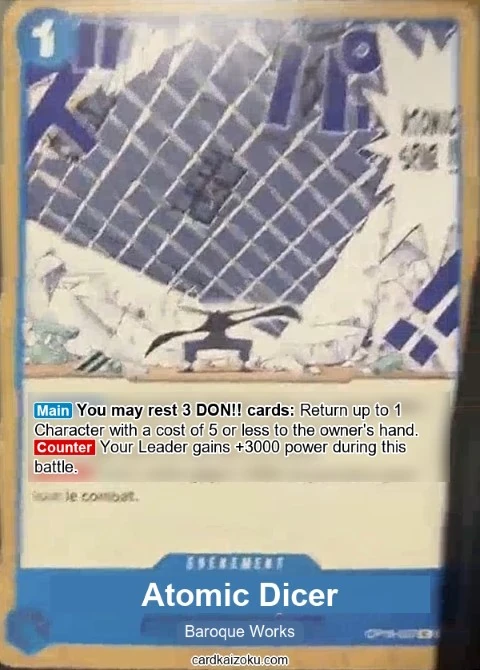 1
Main You may rest 3 DON!! cards: Return up to 1
Character with a cost of 5 or less to the owner's hand.
Counter Your Leader gains +3000 power during this
battle.
le combat.
ÉVÉNEMENT
Atomic Dicer
Baroque Works
cardkaizoku.com